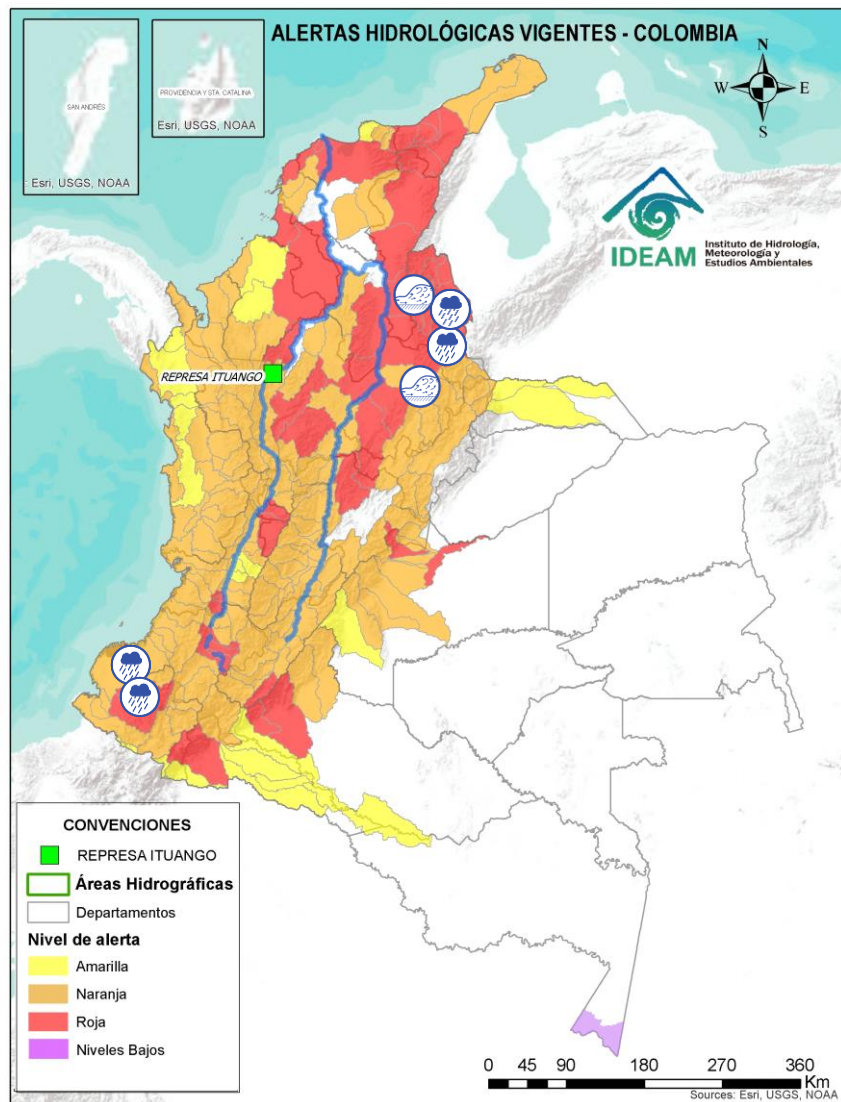 ALERTAS HIDROLÓGICAS VIGENTES - COLOMBIA
SAN ANDRÉS
Esri, USGS, NOAA
PROVIDENCIA Y STA. CATALINA
Esri, USGS, NOAA
N
W E
S
IDEAM
Instituto de Hidrología,
Meteorología y
Estudios Ambientales
REPRESA ITUANGO
CONVENCIONES
REPRESA ITUANGO
Áreas Hidrográficas
Departamentos
Nivel de alerta
Amarilla
Naranja
Roja
Niveles Bajos
0 45 90 180 270 360
Km
Sources: Esri, USGS, NOAA